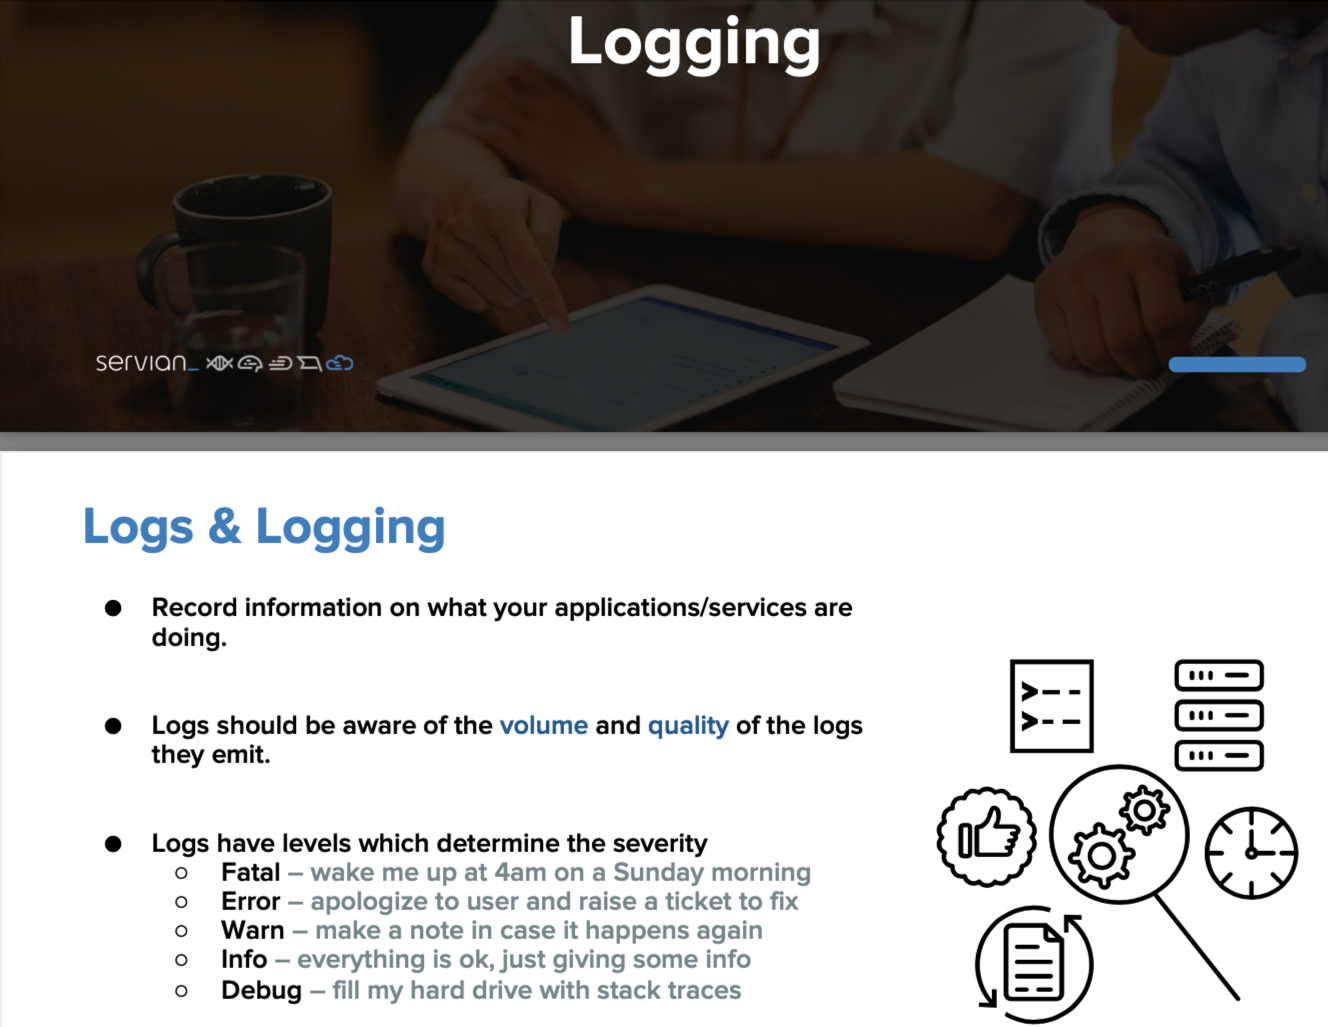 Logging
servian_
Logs & Logging
● Record information on what your applications/services are
doing.
● Logs should be aware of the volume and quality of the logs
they emit.
● Logs have levels which determine the severity
○ Fatal – wake me up at 4am on a Sunday morning
○ Error – apologize to user and raise a ticket to fix
○ Warn – make a note in case it happens again
○ Info – everything is ok, just giving some info
○ Debug – fill my hard drive with stack traces